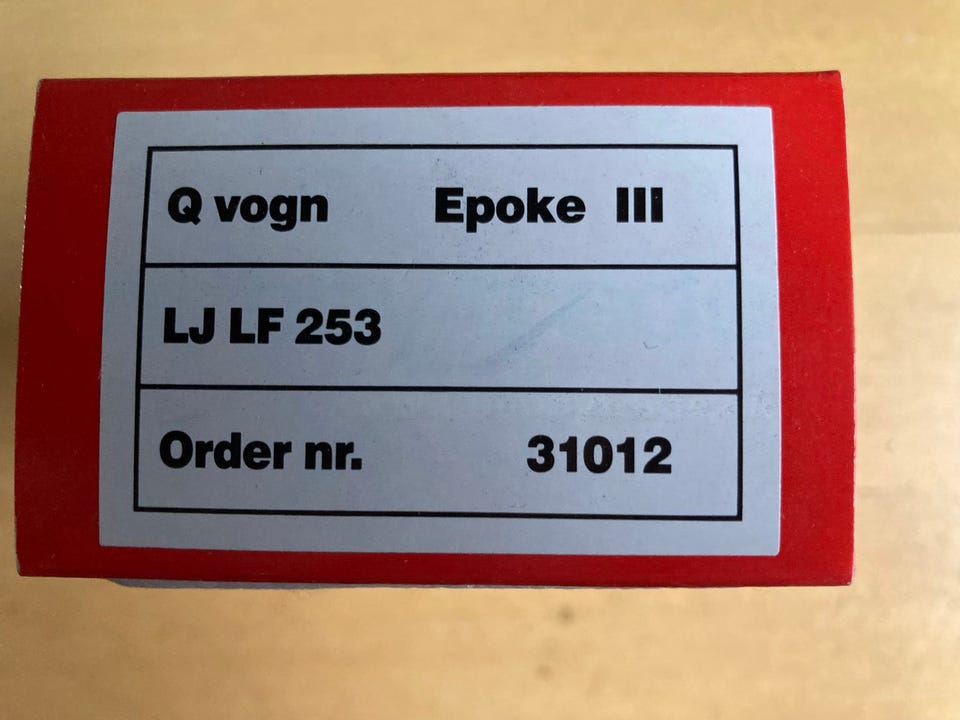 Q vogn Epoke III
LJ LF 253
Order nr. 31012